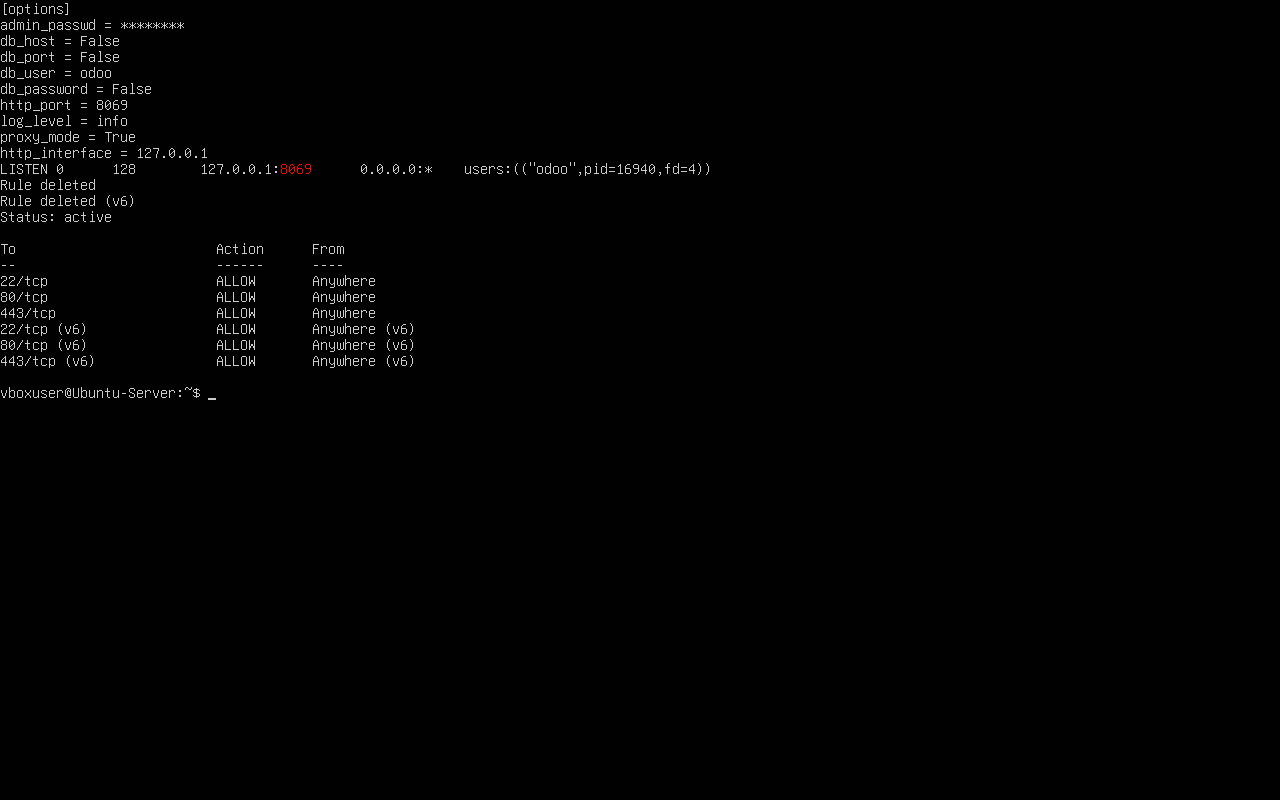 [options]
admin_passwd = ********
db_host = False
db_port = False
db_user = odoo
db_password = False
http_port = 8069
log_level = info
proxy_mode = True
http_interface = 127.0.0.1
LISTEN 0      128        127.0.0.1:8069      0.0.0.0:*    users:(("odoo",pid=16940,fd=4))
Rule deleted
Rule deleted (v6)
Status: active
To                         Action      From
--                         ------      ----
22/tcp                     ALLOW       Anywhere
80/tcp                     ALLOW       Anywhere
443/tcp                    ALLOW       Anywhere
22/tcp (v6)                ALLOW       Anywhere (v6)
80/tcp (v6)                ALLOW       Anywhere (v6)
443/tcp (v6)               ALLOW       Anywhere (v6)
vboxuser@Ubuntu-Server:~$ _